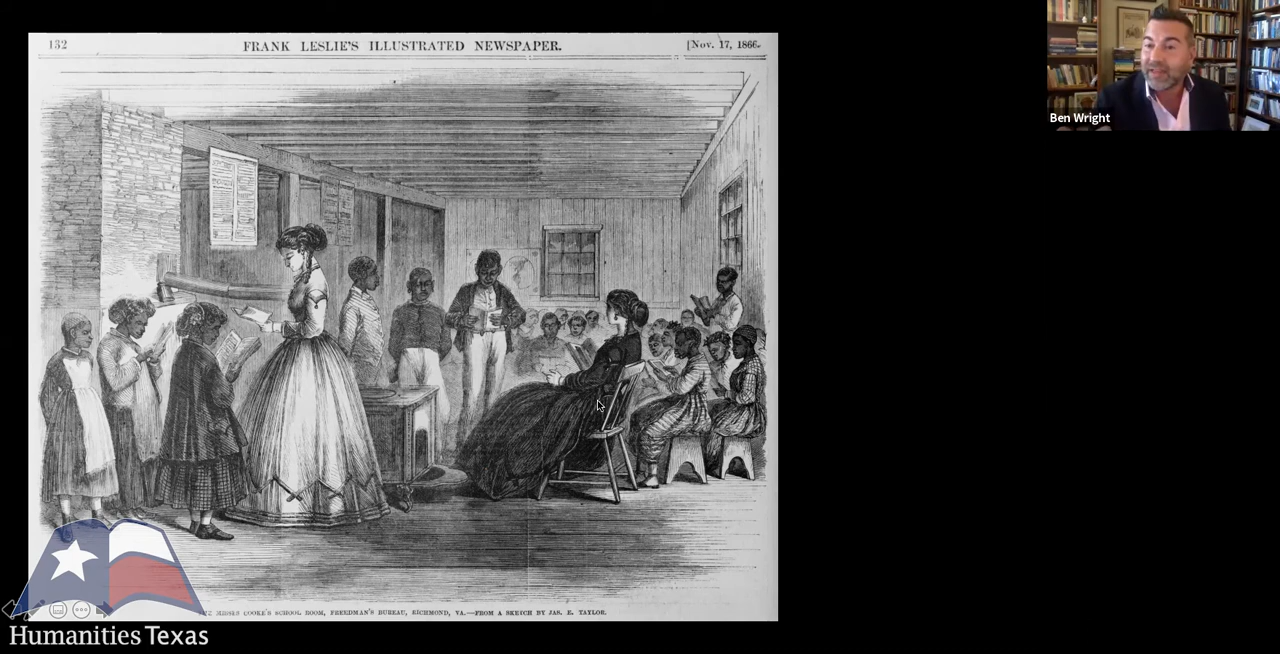 132
FRANK LESLIE'S ILLUSTRATED NEWSPAPER.
[Nov. 17, 1866.
MISSES COOKE'S SCHOOL ROOM, FREEDMAN'S BUREAU, RICHMOND, VA.—FROM A SKETCH BY JAS. E. TAYLOR.
Humanities Texas
Ben Wright